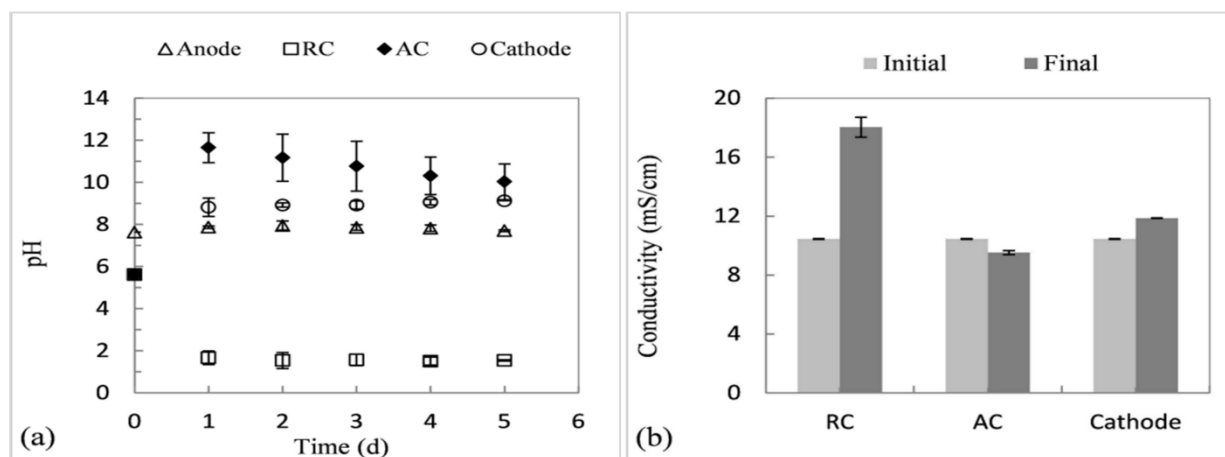 Anode RC AC Cathode
14
12
10
8
6
4
2
0
pH
0 1 2 3 4 5 6
Time (d)
(a)
Initial Final
20
16
12
8
4
0
Conductivity (mS/cm)
RC AC Cathode
(b)